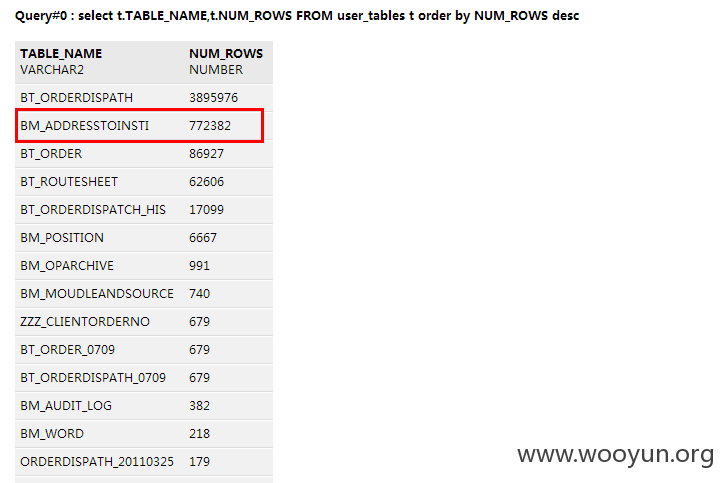 Query#0 : select t.TABLE_NAME,t.NUM_ROWS FROM user_tables t order by NUM_ROWS desc
TABLE_NAME NUM_ROWS
VARCHAR2 NUMBER
BT_ORDERDISPATH 3895976
BM_ADDRESSTOINSTI 772382
BT_ORDER 86927
BT_ROUTESHEET 62606
BT_ORDERDISPATCH_HIS 17099
BM_POSITION 6667
BM_OPARCHIVE 991
BM_MOUDLEANDSOURCE 740
ZZZ_CLIENTORDERNO 679
BT_ORDER_0709 679
BT_ORDERDISPATH_0709 679
BM_AUDIT_LOG 382
BM_WORD 218
ORDERDISPATH_20110325 179
www.wooyun.org